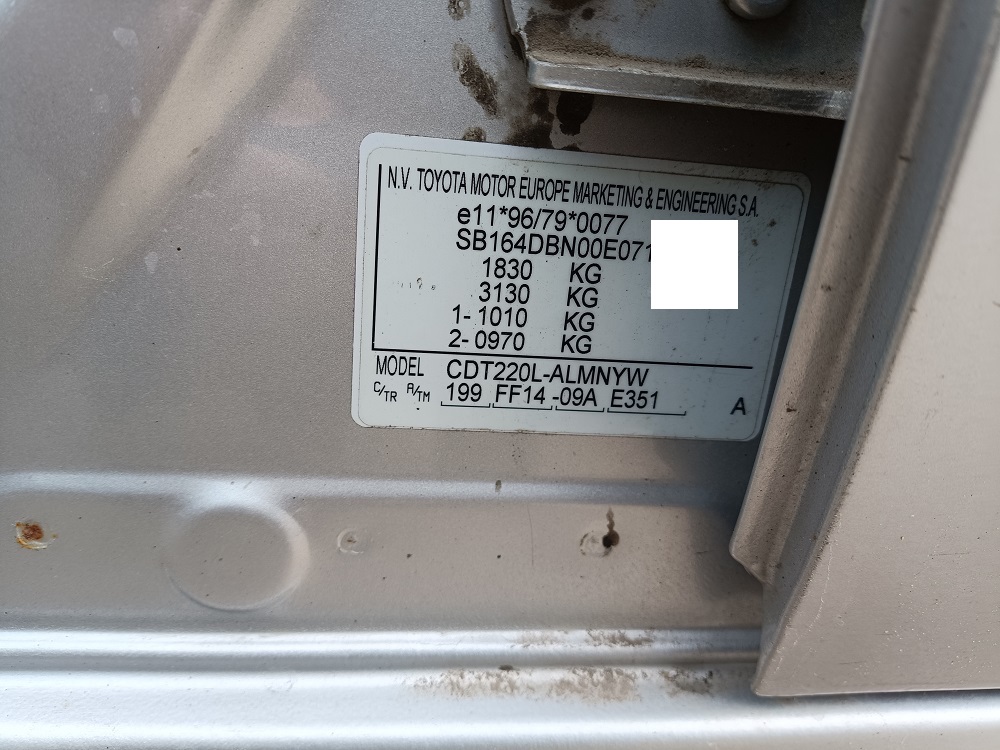 N.V. TOYOTA MOTOR EUROPE MARKETING & ENGINEERING S.A.
e11*96/79*0077
SB164DBN00E071
1830 KG
3130 KG
1- 1010 KG
2- 0970 KG
MODEL CDT220L-ALMNYW
C/TR A/TM 199 FF14 -09A E351 A